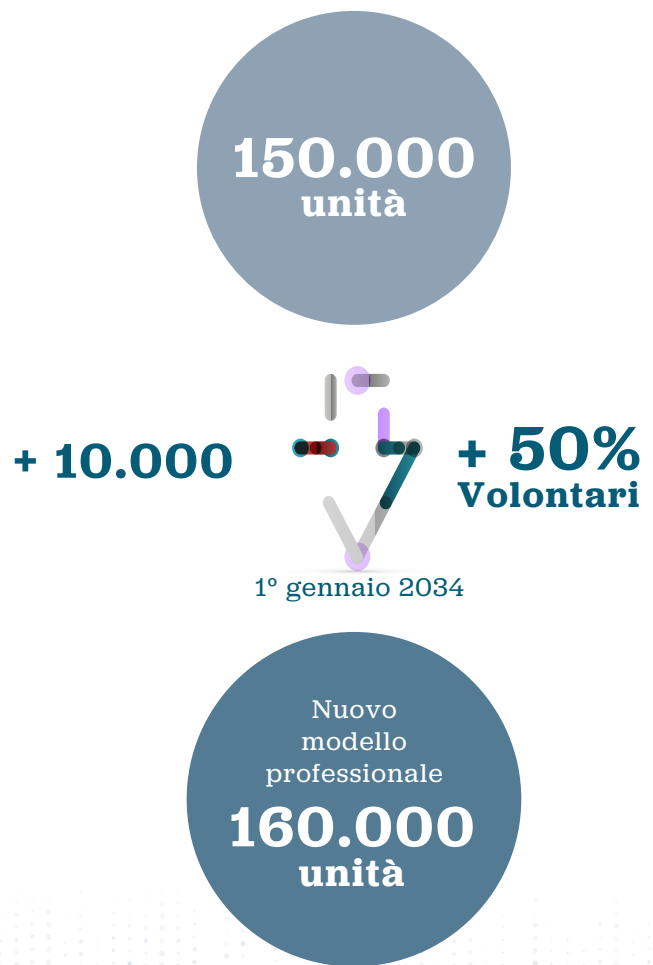 150.000
unità
+ 10.000
+ 50%
Volontari
1° gennaio 2034
Nuovo
modello
professionale
160.000
unità